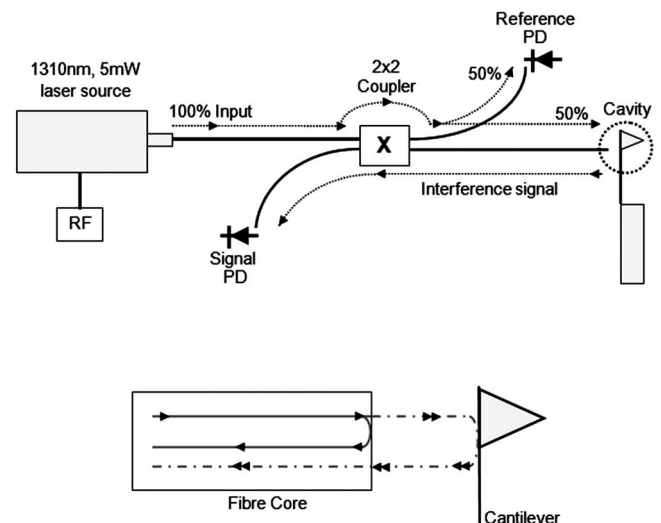 Reference
PD
1310nm, 5mW
laser source
2x2
Coupler
50%
100% Input
50%
Cavity
X
Interference signal
RF
Signal
PD
Fibre Core
Cantilever